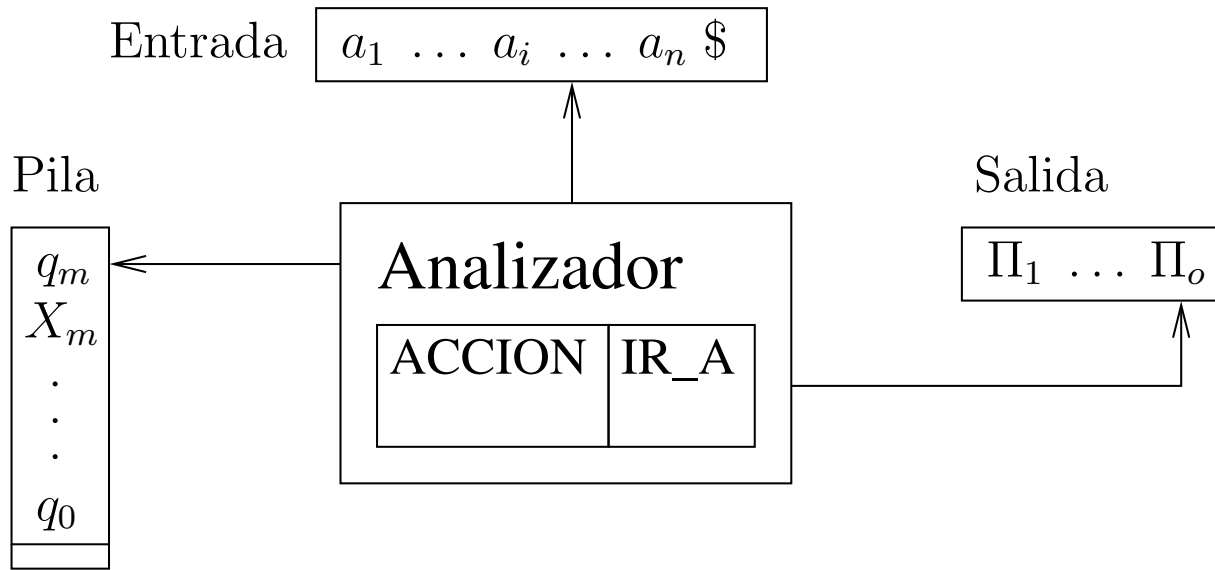 Entrada
a₁ … aᵢ … aₙ $
Pila
qₘ
Xₘ
.
.
.
q₀
Analizador
ACCION
IR_A
Salida
Π₁ … Πₒ